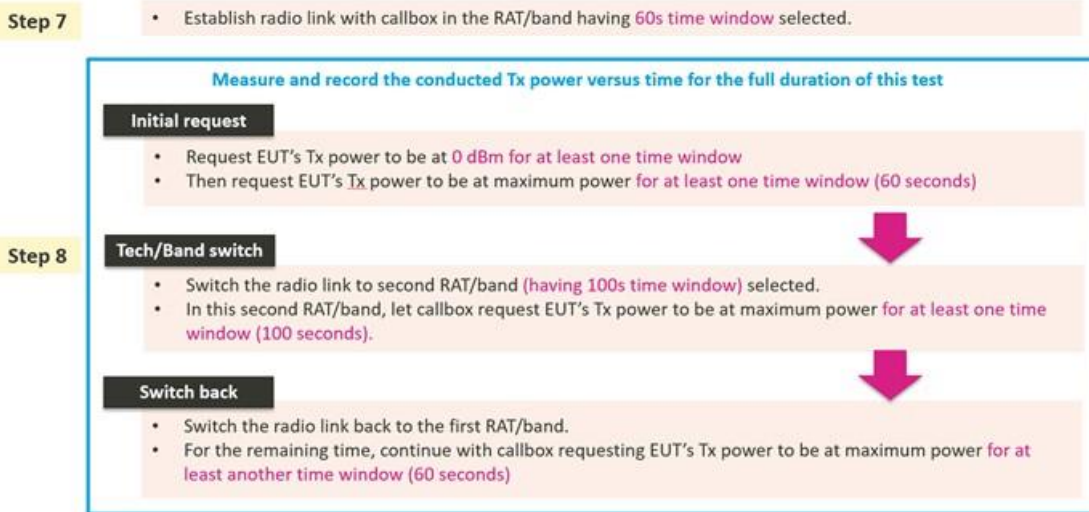 Step 7
• Establish radio link with callbox in the RAT/band having 60s time window selected.
Measure and record the conducted Tx power versus time for the full duration of this test
Initial request
• Request EUT's Tx power to be at 0 dBm for at least one time window
• Then request EUT's Tx power to be at maximum power for at least one time window (60 seconds)
Step 8
Tech/Band switch
• Switch the radio link to second RAT/band (having 100s time window) selected.
• In this second RAT/band, let callbox request EUT's Tx power to be at maximum power for at least one time
window (100 seconds).
Switch back
• Switch the radio link back to the first RAT/band.
• For the remaining time, continue with callbox requesting EUT's Tx power to be at maximum power for at
least another time window (60 seconds)